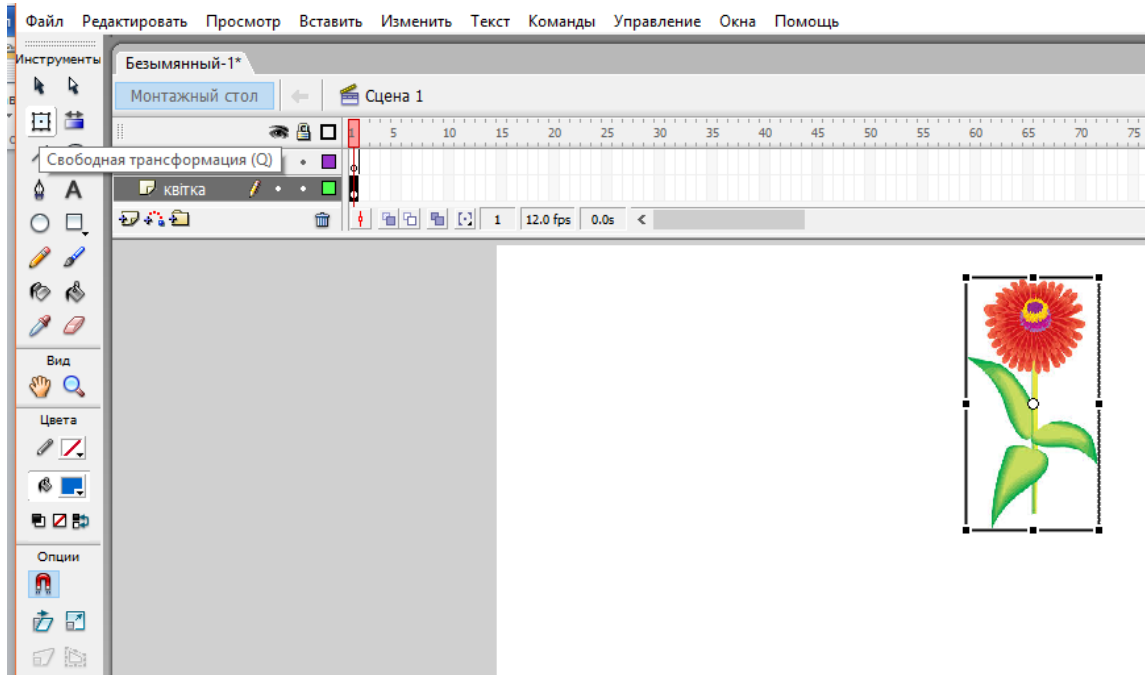 Файл Редактировать Просмотр Вставить Изменить Текст Команды Управление Окна Помощь
Инструменты
Безымянный-1*
Монтажный стол Сцена 1
1 5 10 15 20 25 30 35 40 45 50 55 60 65 70 75
Свободная трансформация (Q)
A
квітка
1 12.0 fps 0.0s
Вид
Цвета
Опции